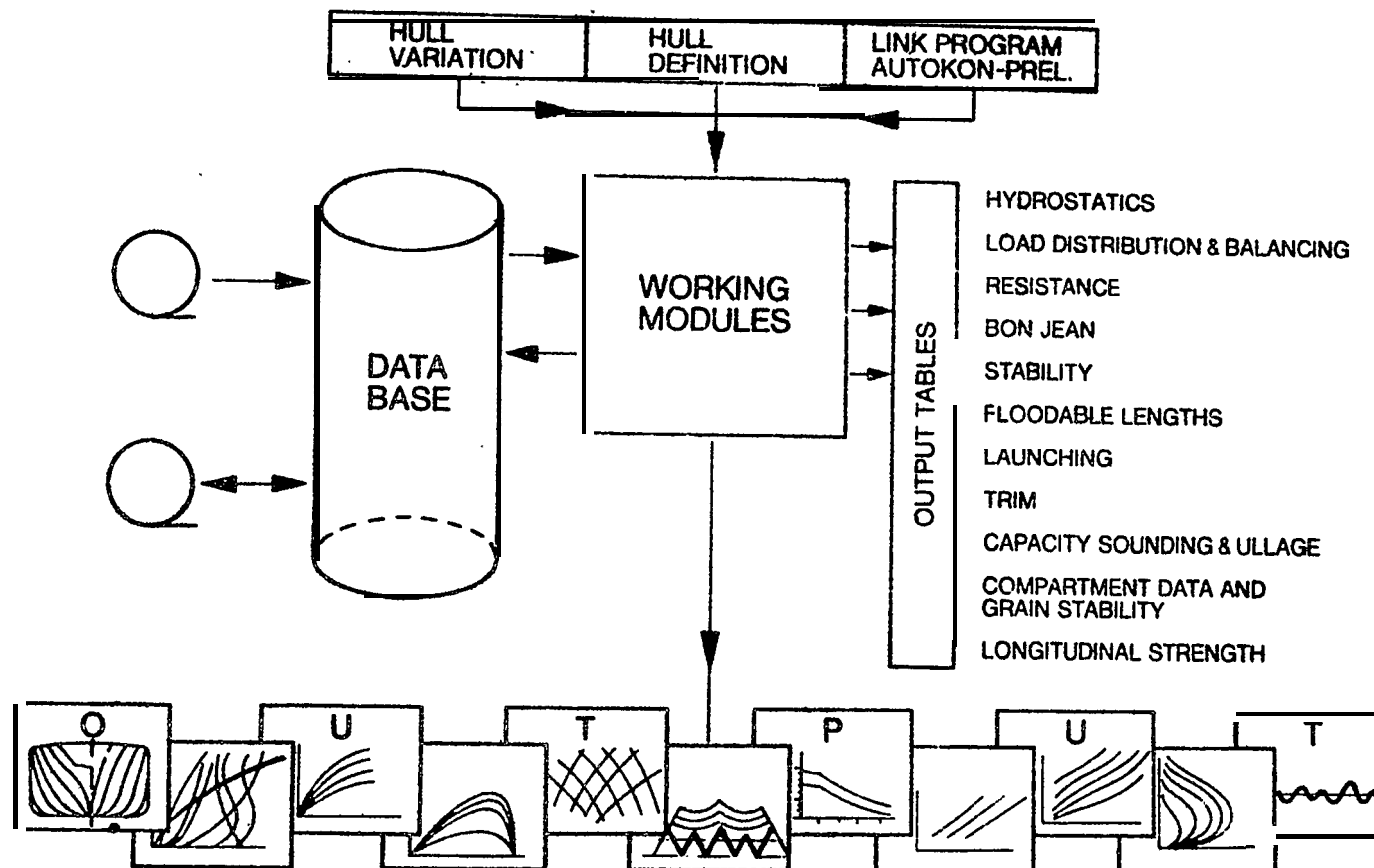 HULL
VARIATION
HULL
DEFINITION
LINK PROGRAM
AUTOKON-PREL.
DATA
BASE
WORKING
MODULES
OUTPUT TABLES
HYDROSTATICS
LOAD DISTRIBUTION & BALANCING
RESISTANCE
BON JEAN
STABILITY
FLOODABLE LENGTHS
LAUNCHING
TRIM
CAPACITY SOUNDING & ULLAGE
COMPARTMENT DATA AND
GRAIN STABILITY
LONGITUDINAL STRENGTH
O U T P U T